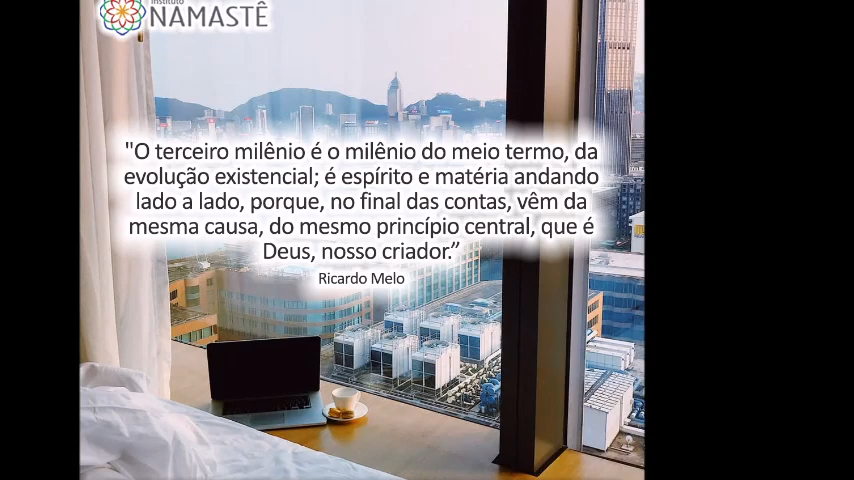 Instituto
NAMASTÊ
"O terceiro milênio é o milênio do meio termo, da
evolução existencial; é espírito e matéria andando
lado a lado, porque, no final das contas, vêm da
mesma causa, do mesmo princípio central, que é
Deus, nosso criador.”
Ricardo Melo